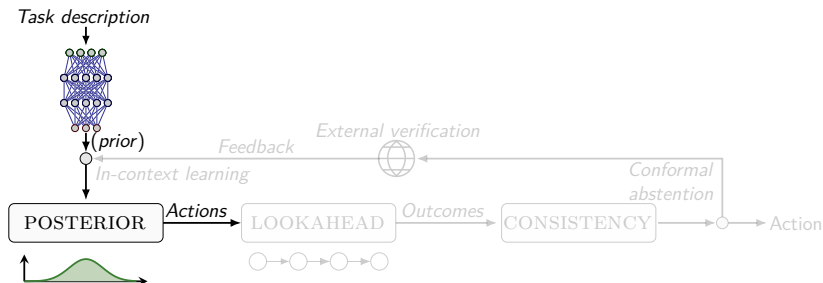 Task description
(prior)
External verification
Feedback
In-context learning
Conformal
abstention
POSTERIOR
Actions
LOOKAHEAD
Outcomes
CONSISTENCY
Action